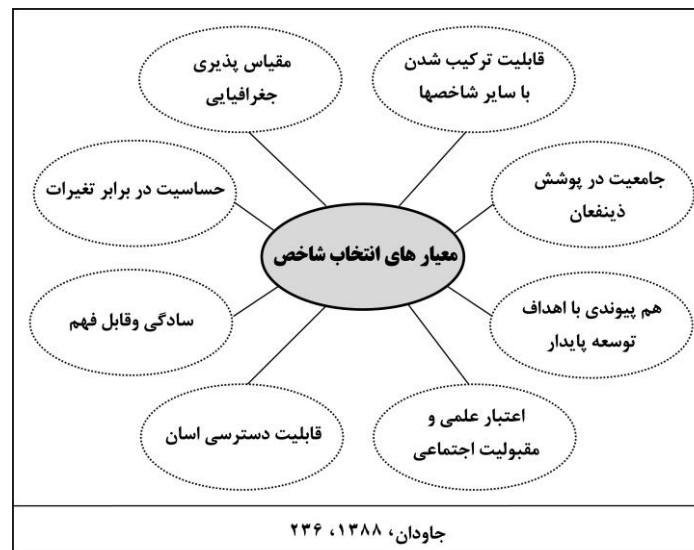 قابلیت ترکیب شدن
با سایر شاخصها
مقیاس پذیری
جغرافیایی
جامعیت در پوشش
ذینفعان
حساسیت در برابر تغیرات
معیار های انتخاب شاخص
هم پیوندی با اهداف
توسعه پایدار
سادگی وقابل فهم
اعتبار علمی و
مقبولیت اجتماعی
قابلیت دسترسی اسان
جاودان، ۱۳۸۸، ۲۳۶